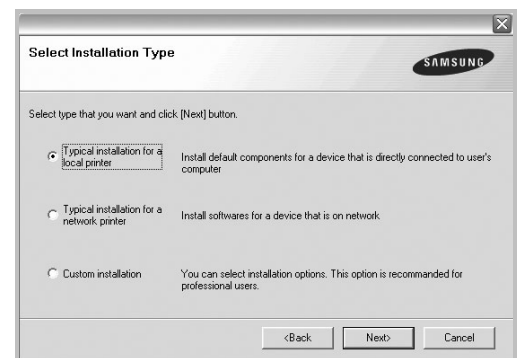 Select Installation Type
SAMSUNG
Select type that you want and click [Next] button.
Typical installation for a
local printer
Install default components for a device that is directly connected to user's
computer
Typical installation for a
network printer
Install softwares for a device that is on network
Custom installation
You can select installation options. This option is recommanded for
professional users.
<Back
Next>
Cancel